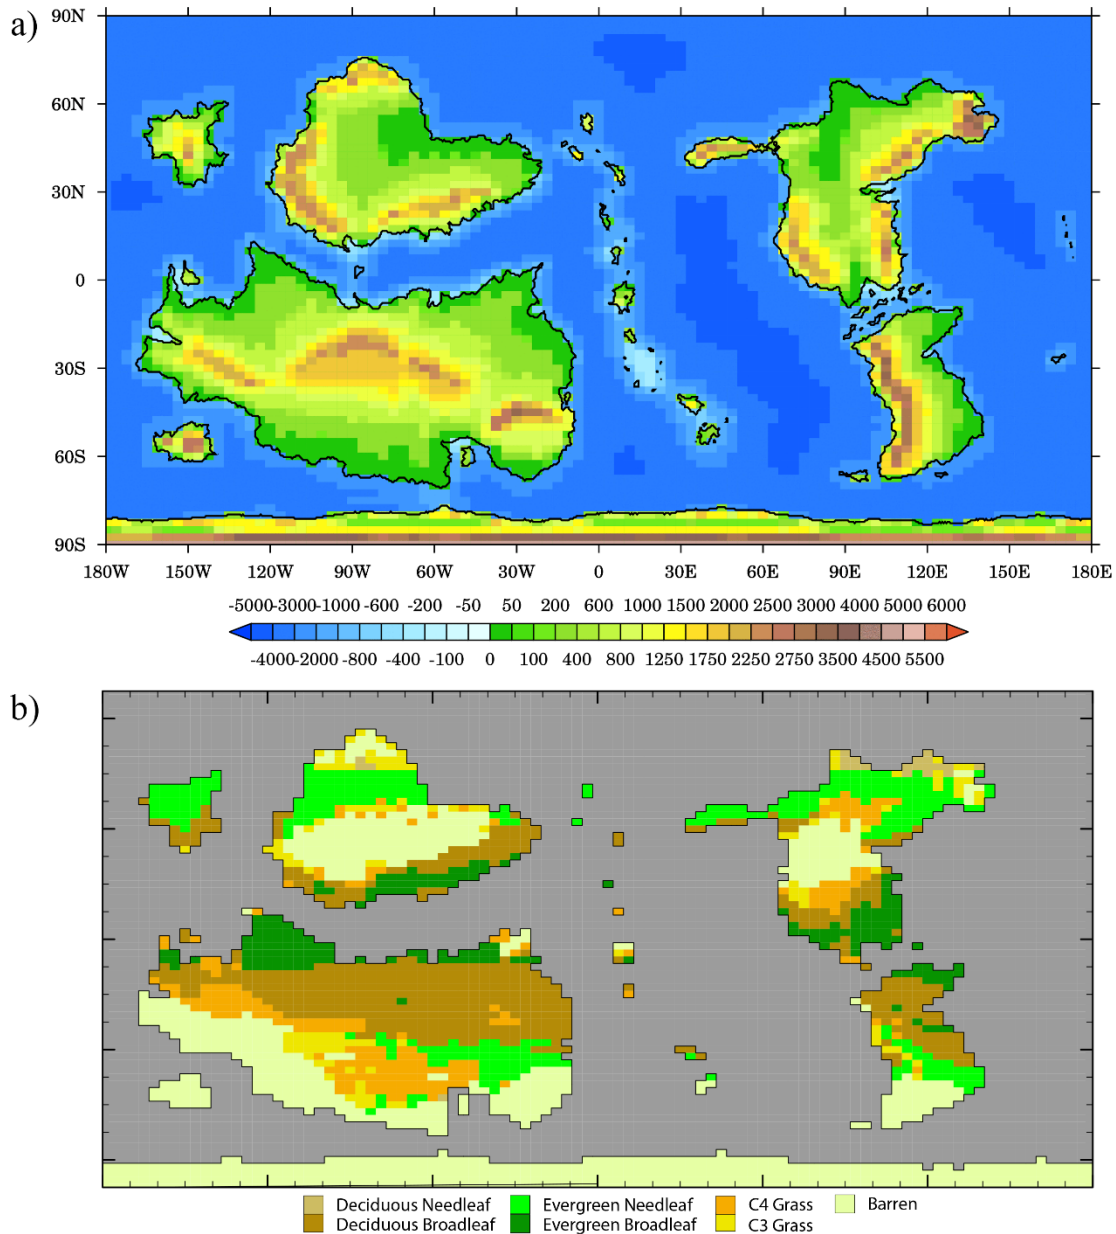 a)
90N
60N
30N
0
30S
60S
90S
180W 150W 120W 90W 60W 30W 0 30E 60E 90E 120E 150E 180E
-5000 -3000 -1000 -600 -200 -50 50 200 600 1000 1500 2000 2500 3000 4000 5000 6000
-4000 -2000 -800 -400 -100 0 100 400 800 1250 1750 2250 2750 3500 4500 5500
b)
Deciduous Needleaf Evergreen Needleaf C4 Grass Barren
Deciduous Broadleaf Evergreen Broadleaf C3 Grass